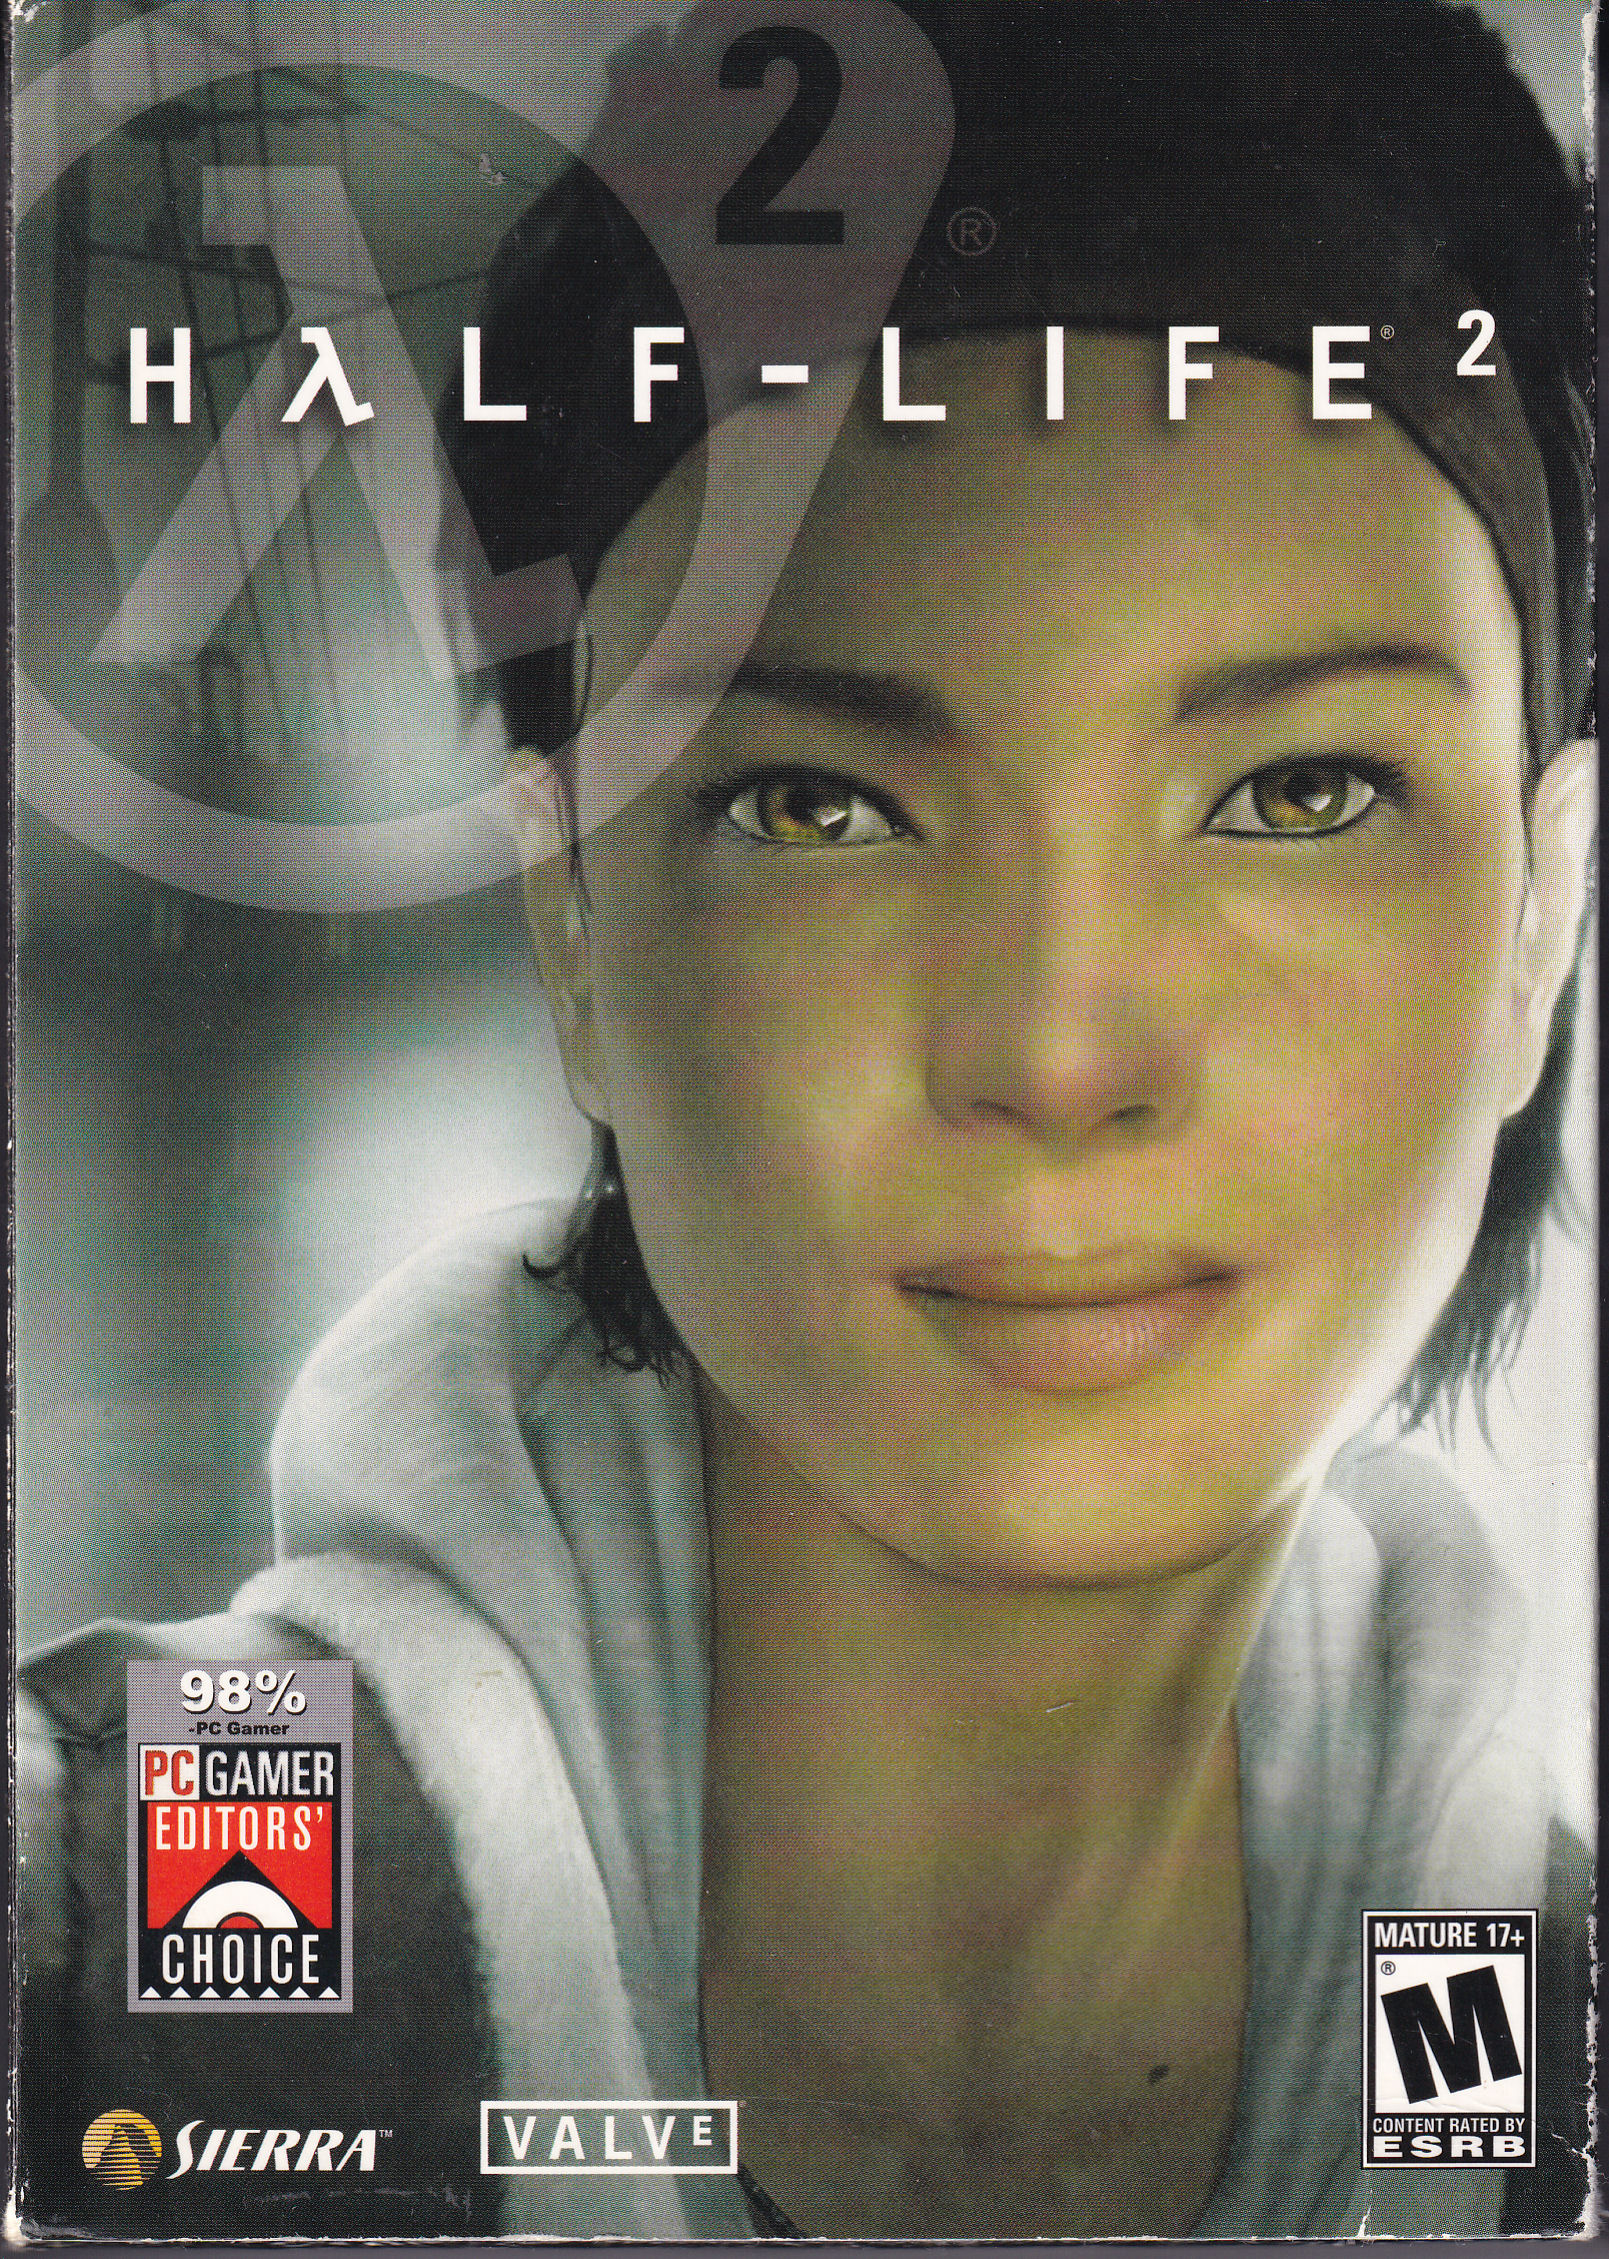 2
®
HλLF-LIFE® 2
98%
-PC Gamer
PC GAMER
EDITORS'
CHOICE
MATURE 17+
®
M
CONTENT RATED BY
ESRB
SIERRA™
VALVE